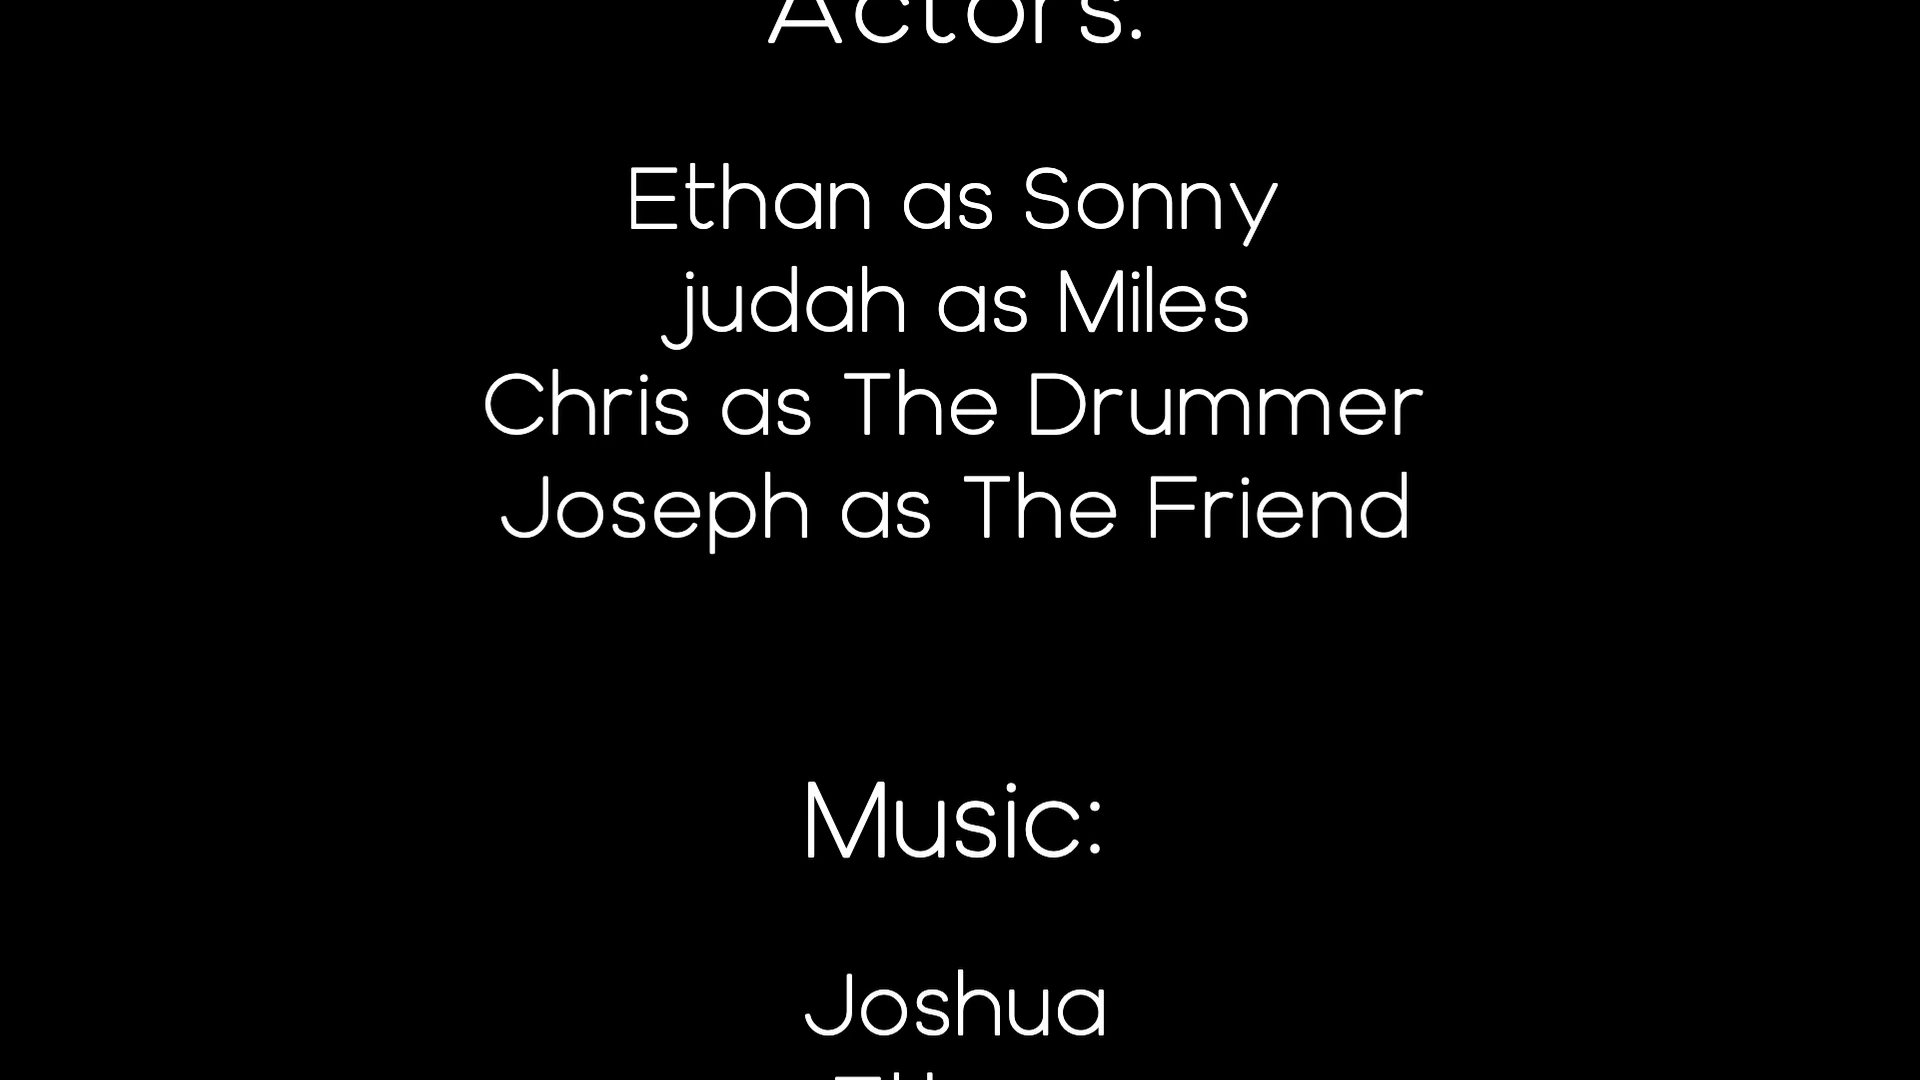 Actors:
Ethan as Sonny
judah as Miles
Chris as The Drummer
Joseph as The Friend
Music:
Joshua